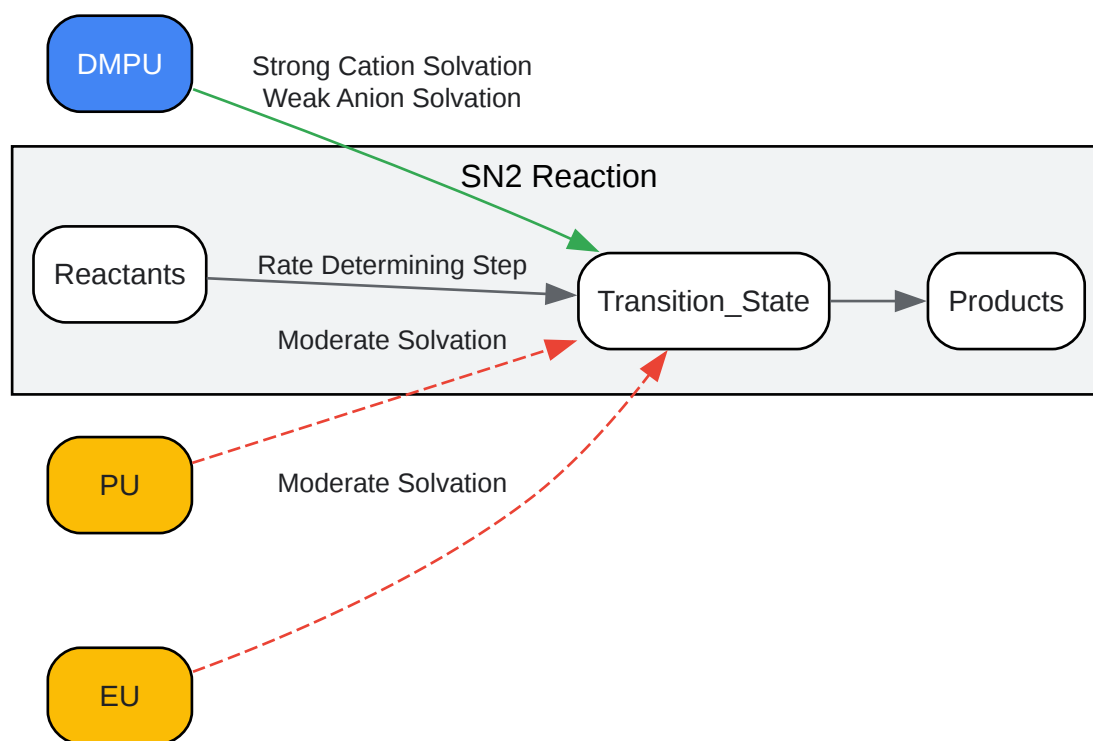 DMPU
Strong Cation Solvation
Weak Anion Solvation
SN2 Reaction
Reactants
Rate Determining Step
Transition_State
Products
Moderate Solvation
PU
Moderate Solvation
EU